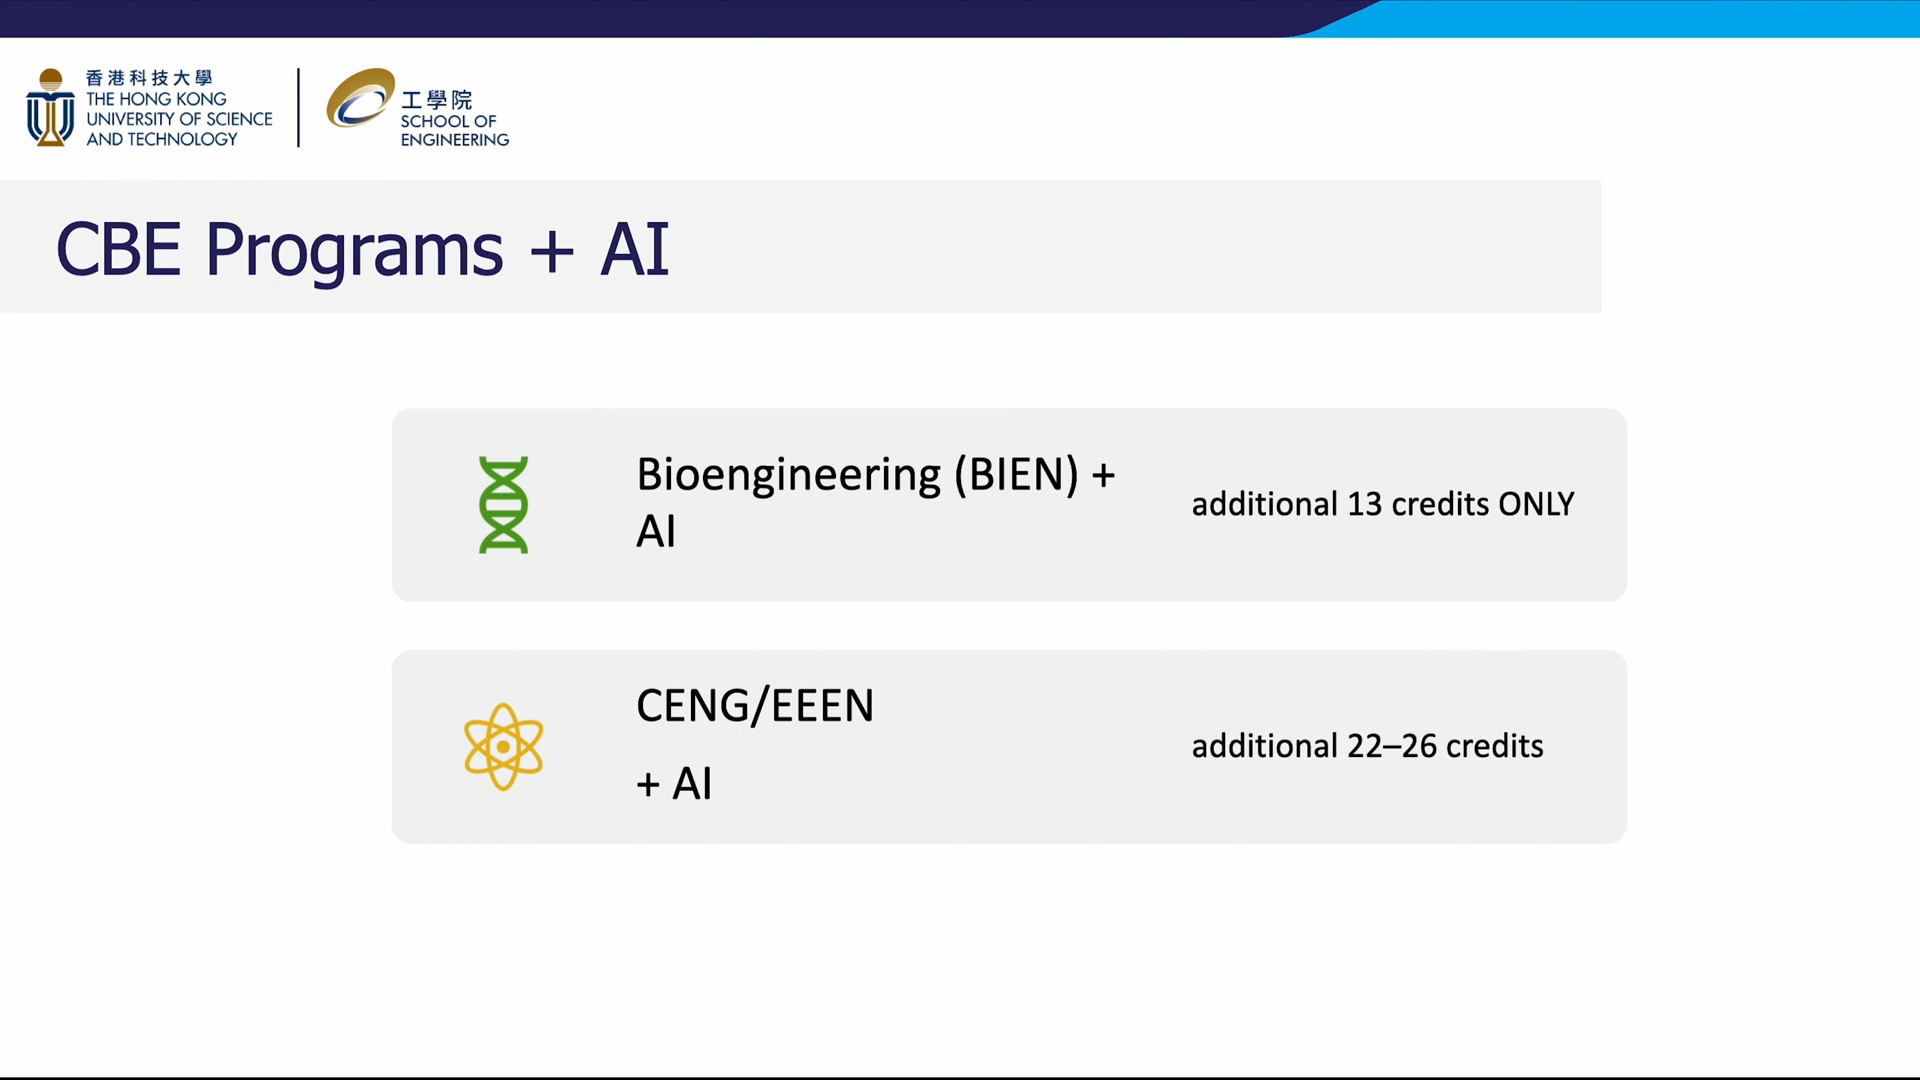 香港科技大學
THE HONG KONG
UNIVERSITY OF SCIENCE
AND TECHNOLOGY
工學院
SCHOOL OF
ENGINEERING
CBE Programs + AI
Bioengineering (BIEN) +
AI
additional 13 credits ONLY
CENG/EEEN
+ AI
additional 22–26 credits